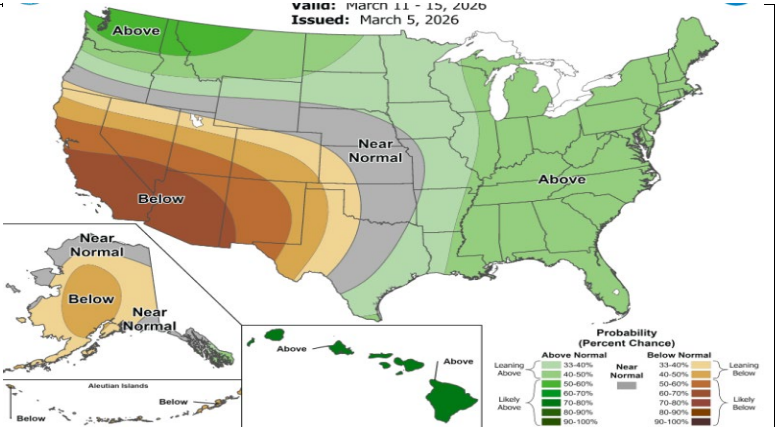 Valid: March 11 - 15, 2026
Issued: March 5, 2026
Above
Near
Normal
Above
Below
Near
Normal
Below
Near
Normal
Above
Above
Aleutian Islands
Below
Below
Probability
(Percent Chance)
Above Normal
Below Normal
Leaning
Above
33-40%
40-50%
50-60%
60-70%
70-80%
80-90%
90-100%
Likely
Above
Near
Normal
33-40%
40-50%
50-60%
60-70%
70-80%
80-90%
90-100%
Leaning
Below
Likely
Below